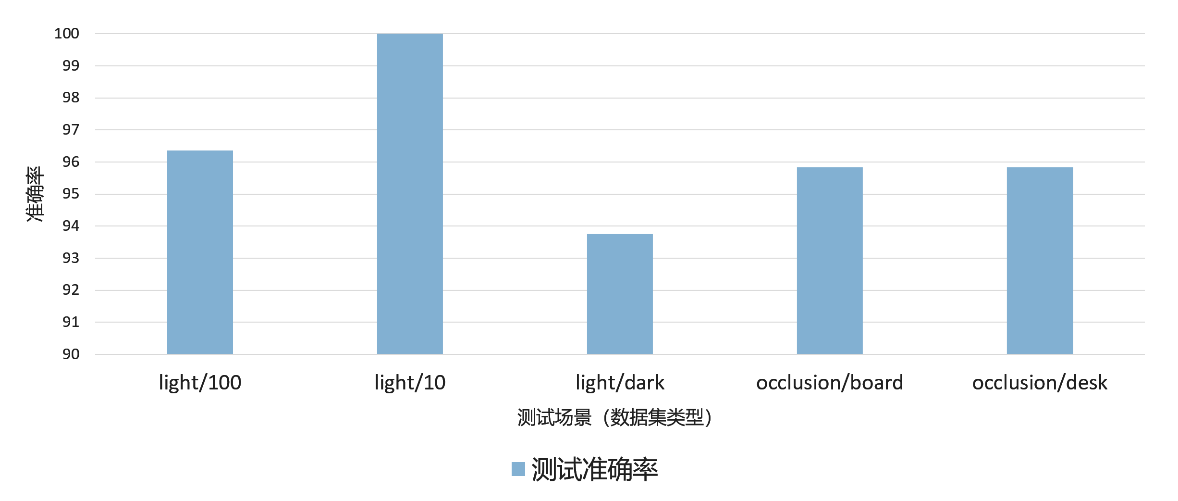 100
99
98
97
96
95
94
93
92
91
90
准确率
light/100
light/10
light/dark
occlusion/board
occlusion/desk
测试场景（数据集类型）
测试准确率